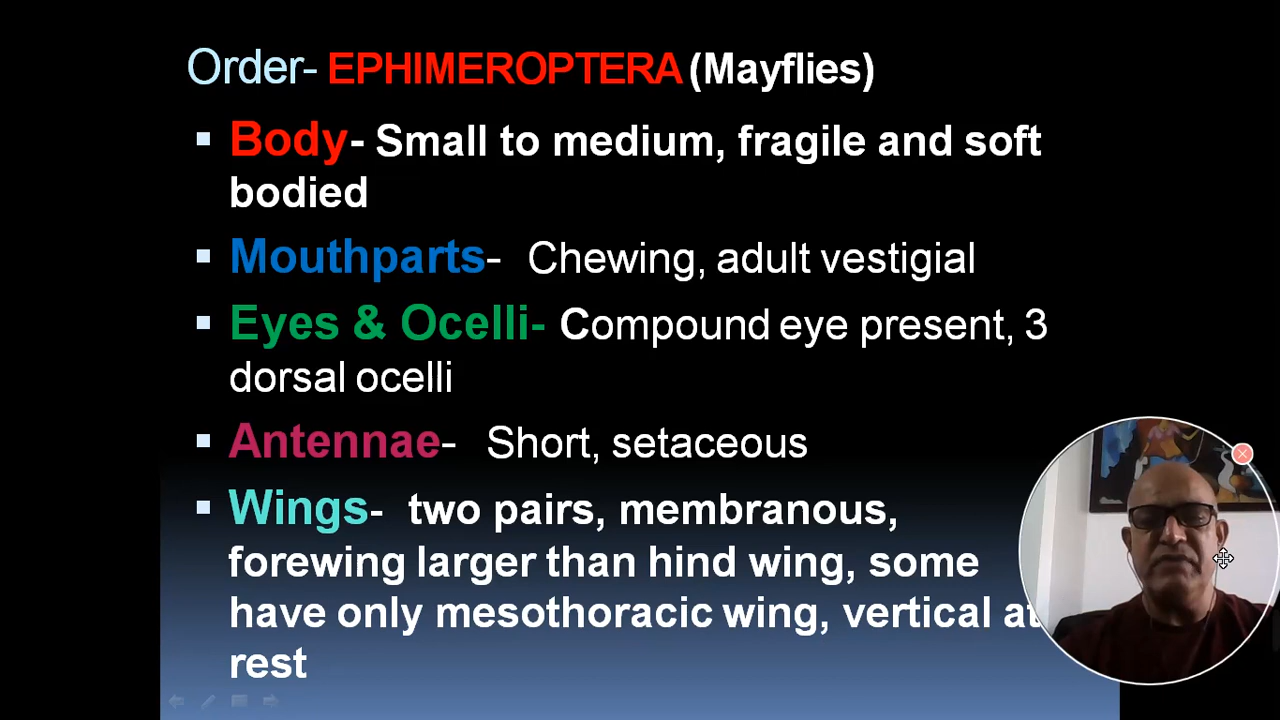 Order- EPHIMEROPTERA (Mayflies)
▪ Body- Small to medium, fragile and soft
bodied
▪ Mouthparts- Chewing, adult vestigial
▪ Eyes & Ocelli- Compound eye present, 3
dorsal ocelli
▪ Antennae- Short, setaceous
▪ Wings- two pairs, membranous,
forewing larger than hind wing, some
have only mesothoracic wing, vertical at
rest